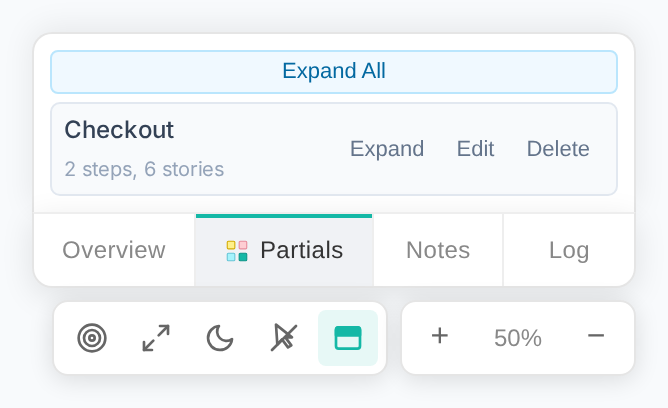 Expand All
Checkout
2 steps, 6 stories
Expand Edit Delete
Overview Partials Notes Log
+ 50% −